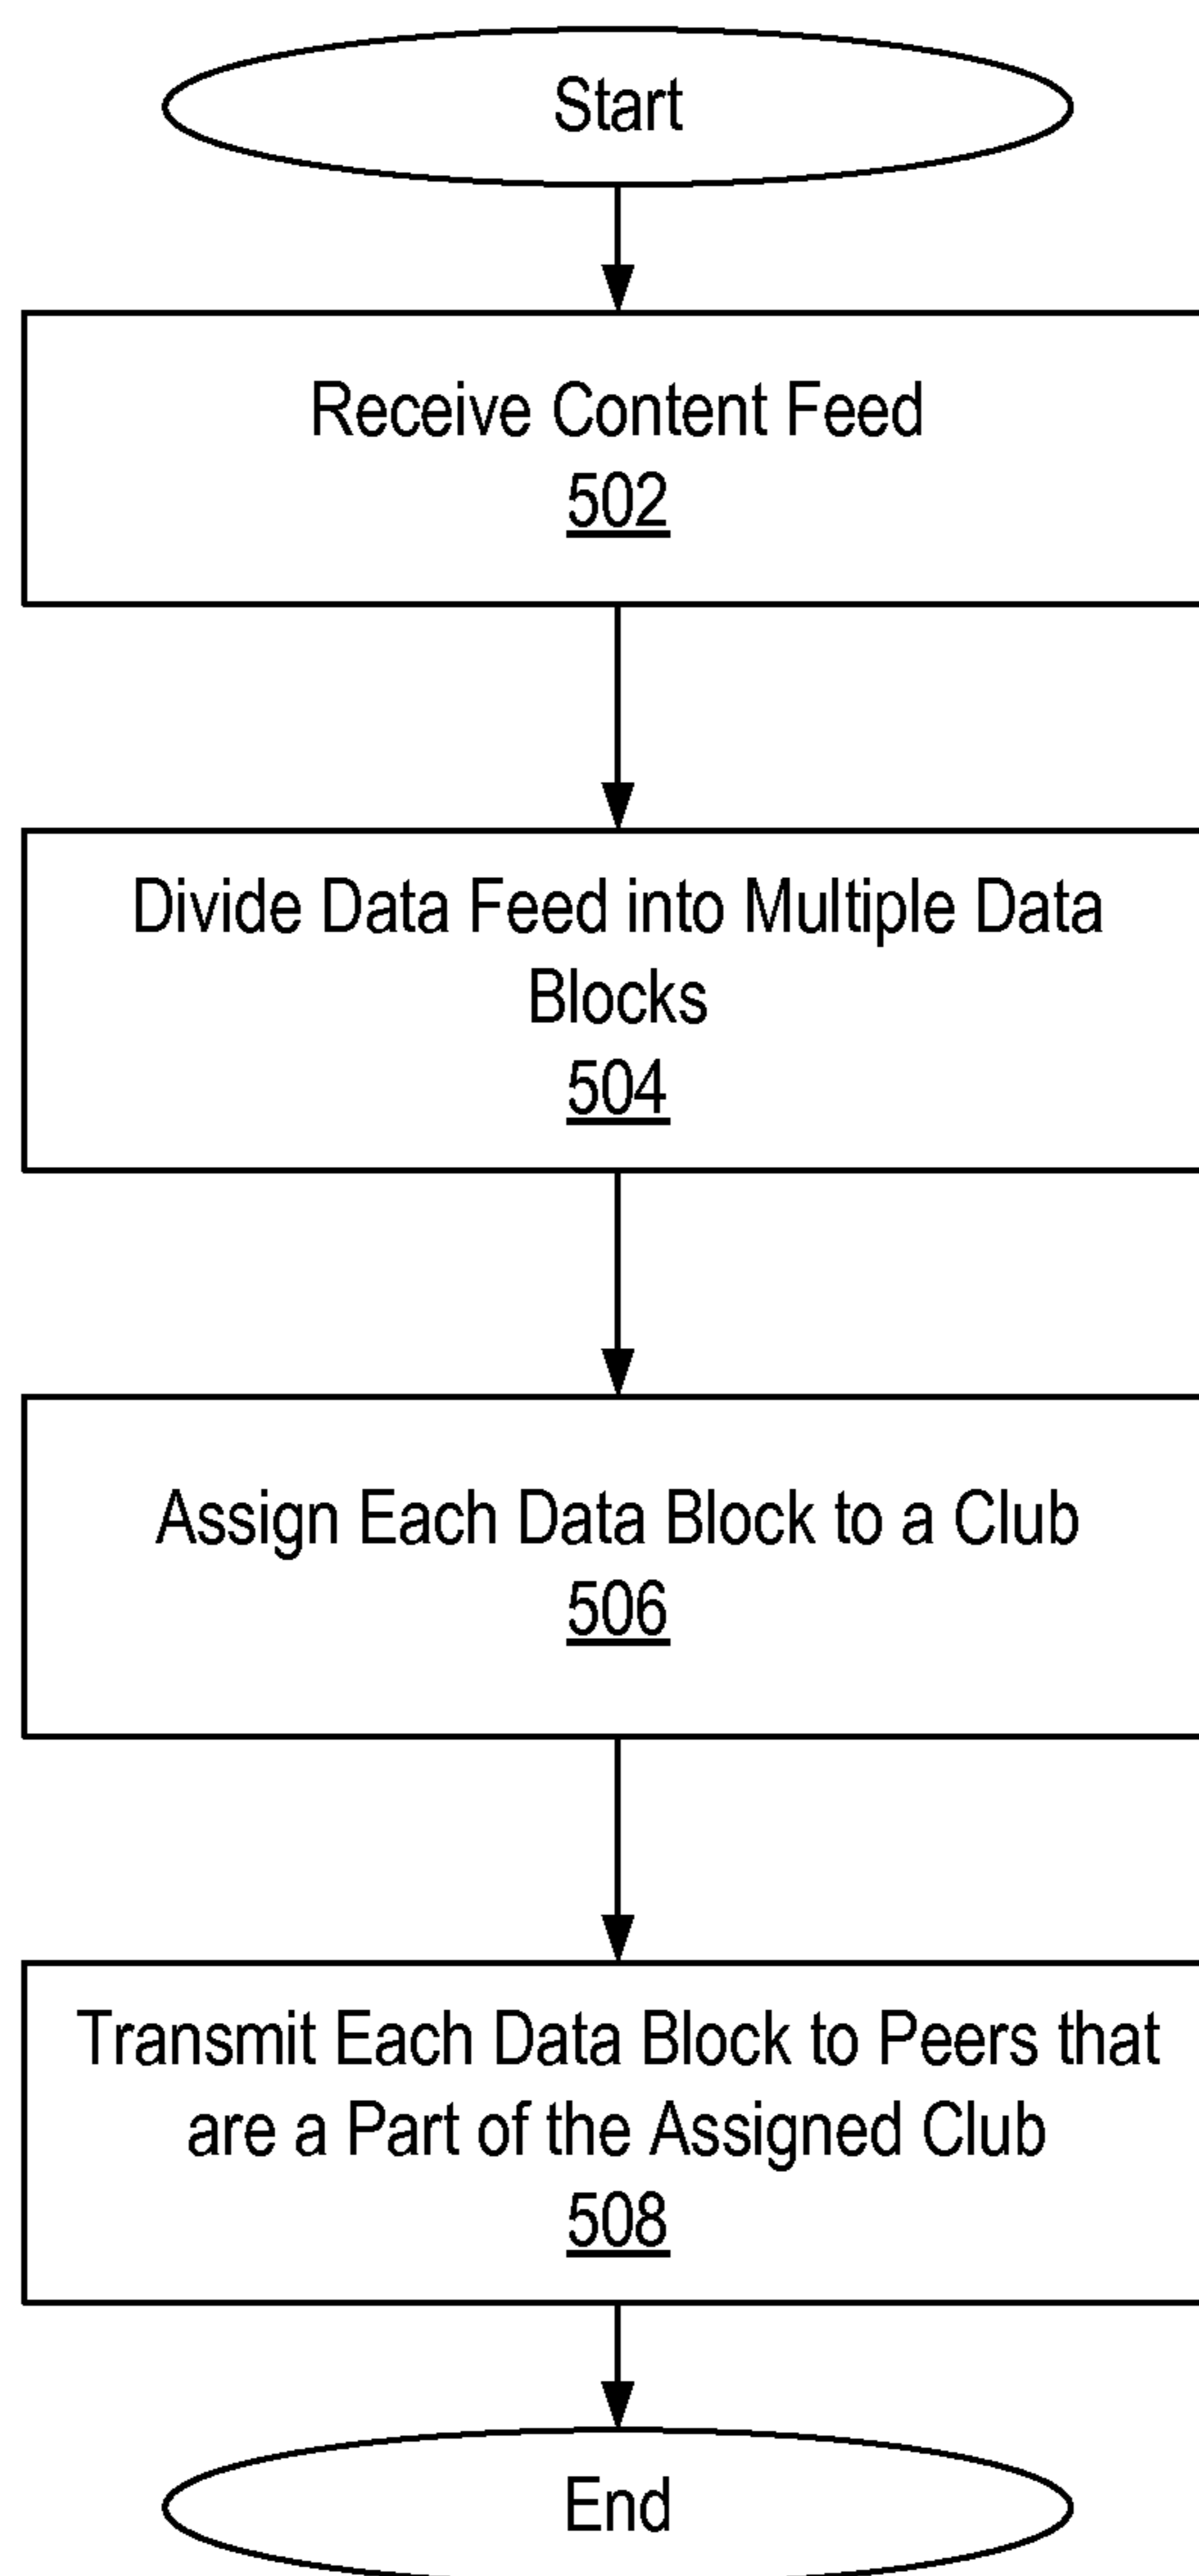 Start
Receive Content Feed
502
Divide Data Feed into Multiple Data
Blocks
504
Assign Each Data Block to a Club
506
Transmit Each Data Block to Peers that
are a Part of the Assigned Club
508
End